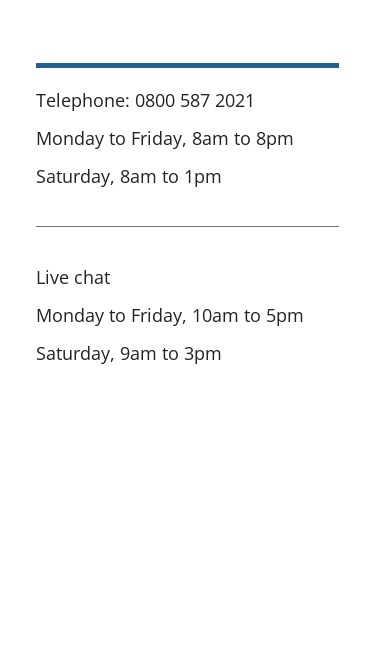 Telephone: 0800 587 2021
Monday to Friday, 8am to 8pm
Saturday, 8am to 1pm
Live chat
Monday to Friday, 10am to 5pm
Saturday, 9am to 3pm